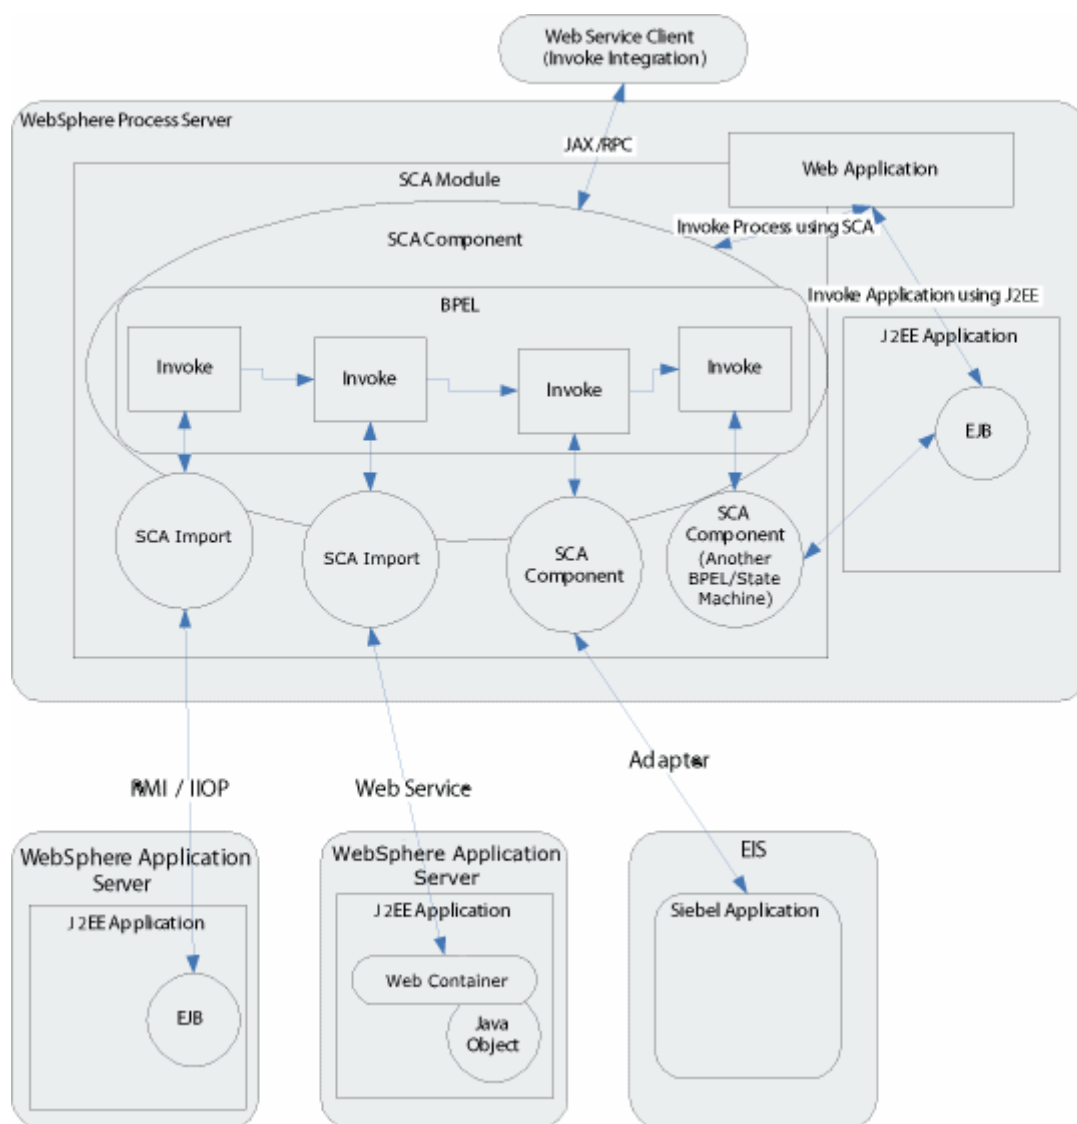 Web Service Client
(Invoke Integration)
WebSphere Process Server
JAX/RPC
Web Application
SCA Module
Invoke Process using SCA
SCA Component
Invoke Application using J2EE
BPEL
J2EE Application
Invoke
Invoke
Invoke
Invoke
EJB
SCA Import
SCA Import
SCA
Component
SCA
Component
(Another
BPEL/State
Machine)
Adapter
RMI / IIOP
Web Service
WebSphere Application
Server
WebSphere Application
Server
EIS
J2EE Application
J2EE Application
Siebel Application
Web Container
EJB
Java
Object